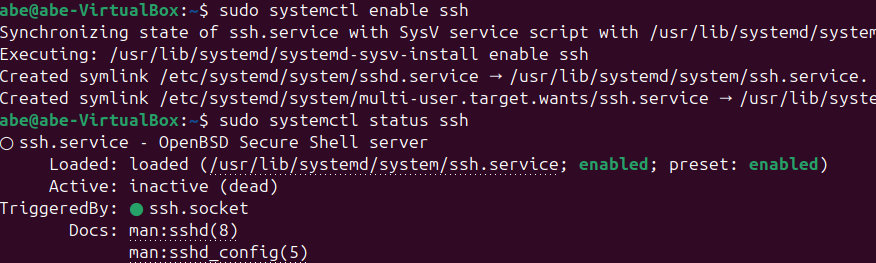 abe@abe-VirtualBox:~$ sudo systemctl enable ssh
Synchronizing state of ssh.service with SysV service script with /usr/lib/systemd/system
Executing: /usr/lib/systemd/systemd-sysv-install enable ssh
Created symlink /etc/systemd/system/sshd.service → /usr/lib/systemd/system/ssh.service.
Created symlink /etc/systemd/system/multi-user.target.wants/ssh.service → /usr/lib/syste
abe@abe-VirtualBox:~$ sudo systemctl status ssh
○ ssh.service - OpenBSD Secure Shell server
Loaded: loaded (/usr/lib/systemd/system/ssh.service; enabled; preset: enabled)
Active: inactive (dead)
TriggeredBy: ● ssh.socket
Docs: man:sshd(8)
man:sshd_config(5)